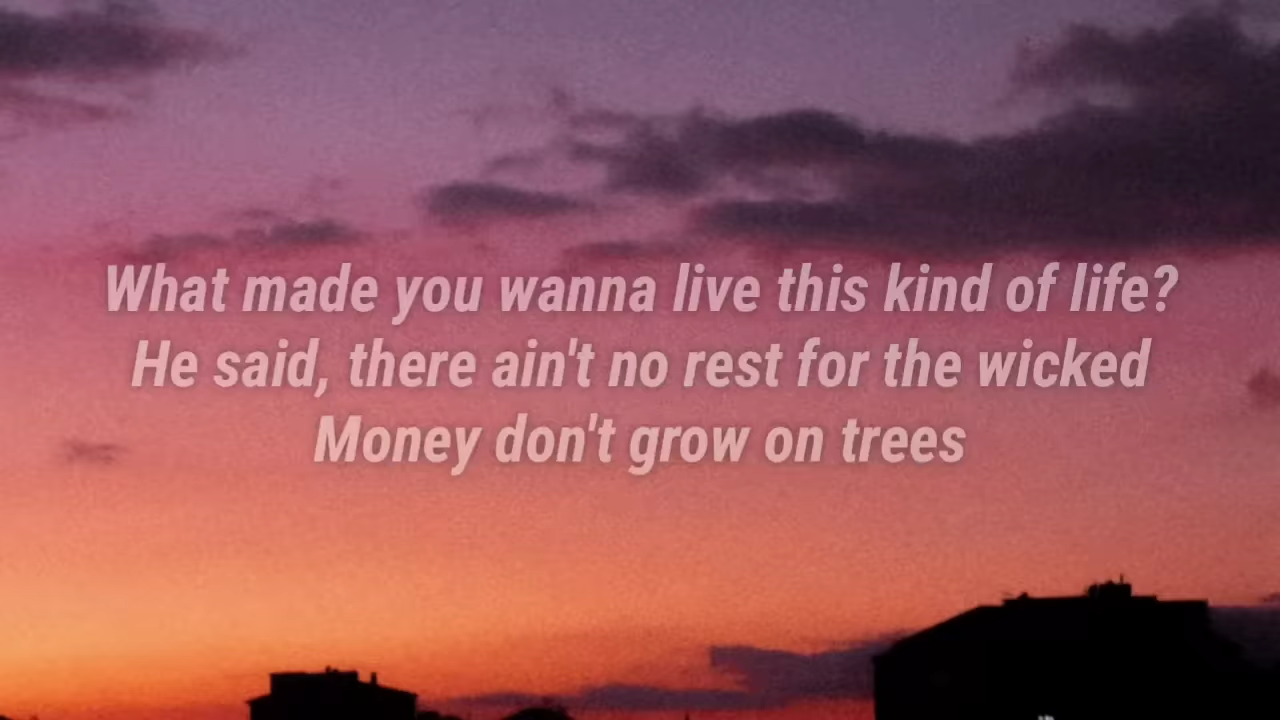 What made you wanna live this kind of life?
He said, there ain't no rest for the wicked
Money don't grow on trees